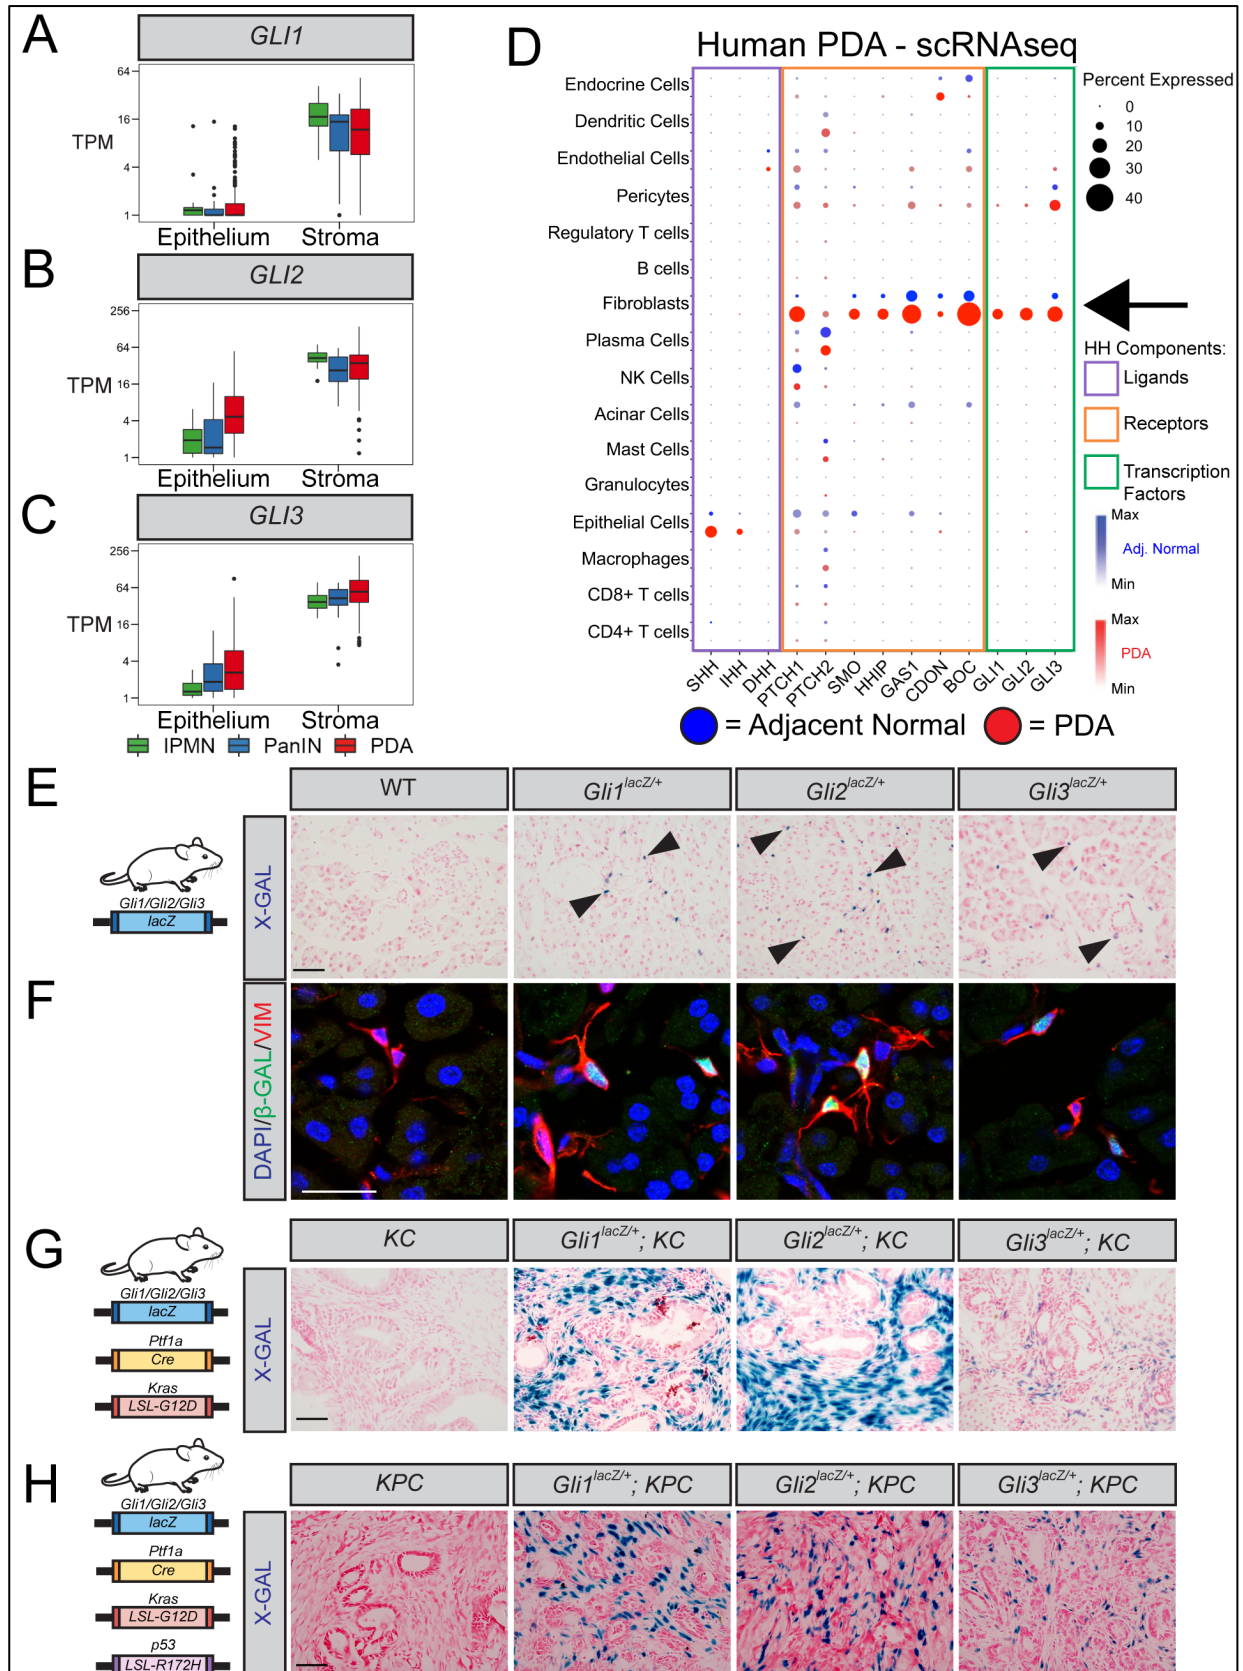 A
GLI1
TPM
64
16
4
1
Epithelium
Stroma
B
GLI2
TPM
256
64
16
4
1
Epithelium
Stroma
C
GLI3
TPM
256
64
16
4
1
Epithelium
Stroma
IPMN
PanIN
PDA
D
Human PDA - scRNAseq
Endocrine Cells
Dendritic Cells
Endothelial Cells
Pericytes
Regulatory T cells
B cells
Fibroblasts
Plasma Cells
NK Cells
Acinar Cells
Mast Cells
Granulocytes
Epithelial Cells
Macrophages
CD8+ T cells
CD4+ T cells
SHH
IHH
DHH
PTCH1
PTCH2
SMO
HHIP
GAS1
CDON
BOC
GLI1
GLI2
GLI3
Percent Expressed
0
10
20
30
40
HH Components:
Ligands
Receptors
Transcription
Factors
Max
Adj. Normal
Min
Max
PDA
Min
= Adjacent Normal
= PDA
E
WT
Gli1lacZ/+
Gli2lacZ/+
Gli3lacZ/+
Gli1/Gli2/Gli3
lacZ
X-GAL
F
DAPI/β-GAL/VIM
G
KC
Gli1lacZ/+; KC
Gli2lacZ/+; KC
Gli3lacZ/+; KC
Gli1/Gli2/Gli3
lacZ
Ptf1a
Cre
Kras
LSL-G12D
X-GAL
H
KPC
Gli1lacZ/+; KPC
Gli2lacZ/+; KPC
Gli3lacZ/+; KPC
Gli1/Gli2/Gli3
lacZ
Ptf1a
Cre
Kras
LSL-G12D
p53
LSL-R172H
X-GAL